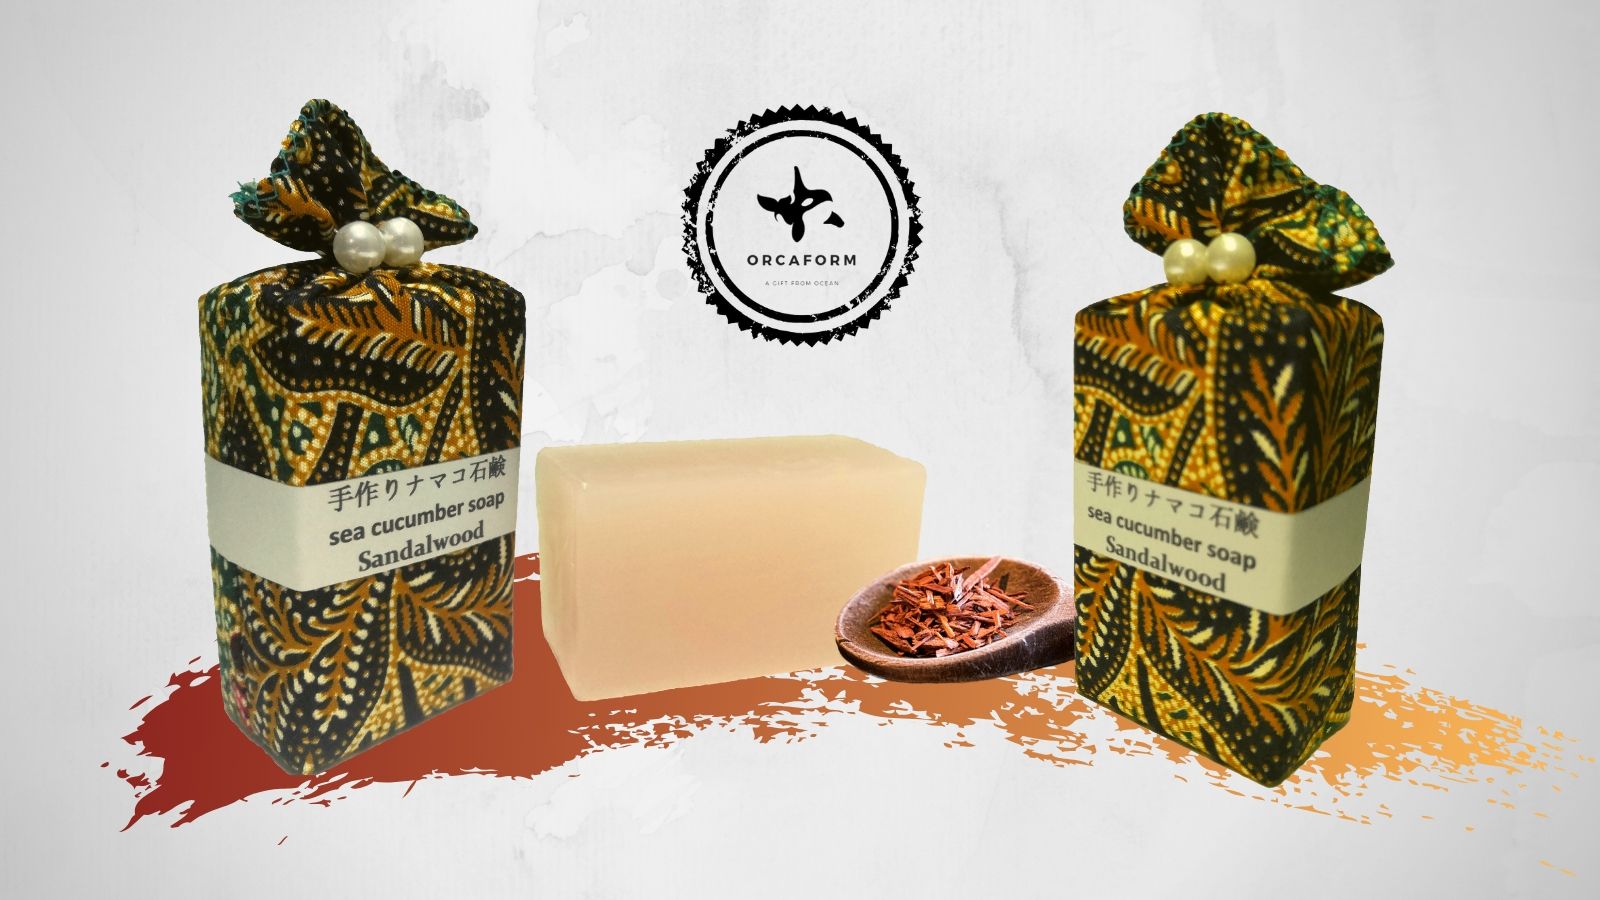 ORCAFORM
A GIFT FROM OCEAN
手作りナマコ石鹸
sea cucumber soap
Sandalwood
手作りナマコ石鹸
sea cucumber soap
Sandalwood